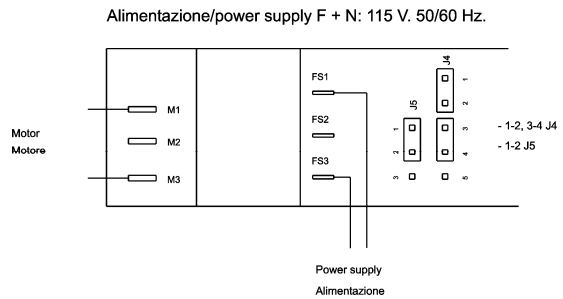 Alimentazione/power supply F + N: 115 V. 50/60 Hz.
J4
FS1
1
J5
2
M1
FS2
1
3
- 1-2, 3-4 J4
Motor
M2
- 1-2 J5
Motore
FS3
2
4
M3
3
5
Power supply
Alimentazione